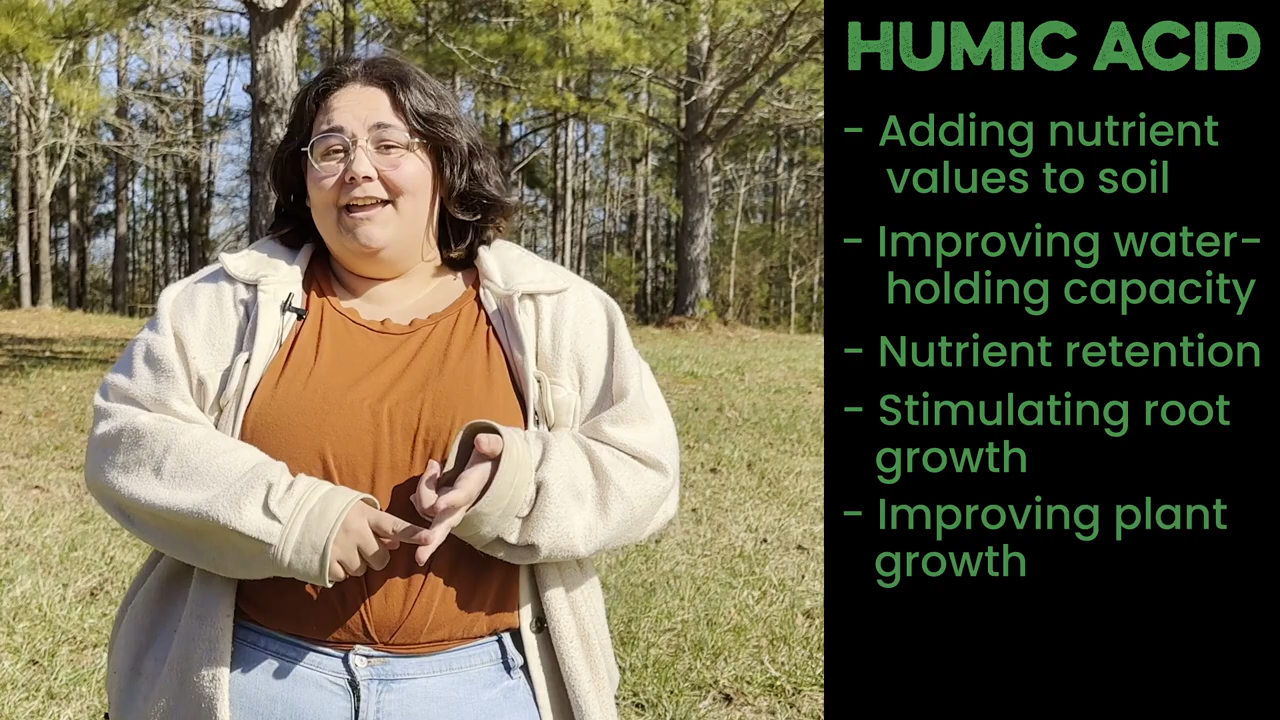 HUMIC ACID
- Adding nutrient
values to soil
- Improving water-
holding capacity
- Nutrient retention
- Stimulating root
growth
- Improving plant
growth